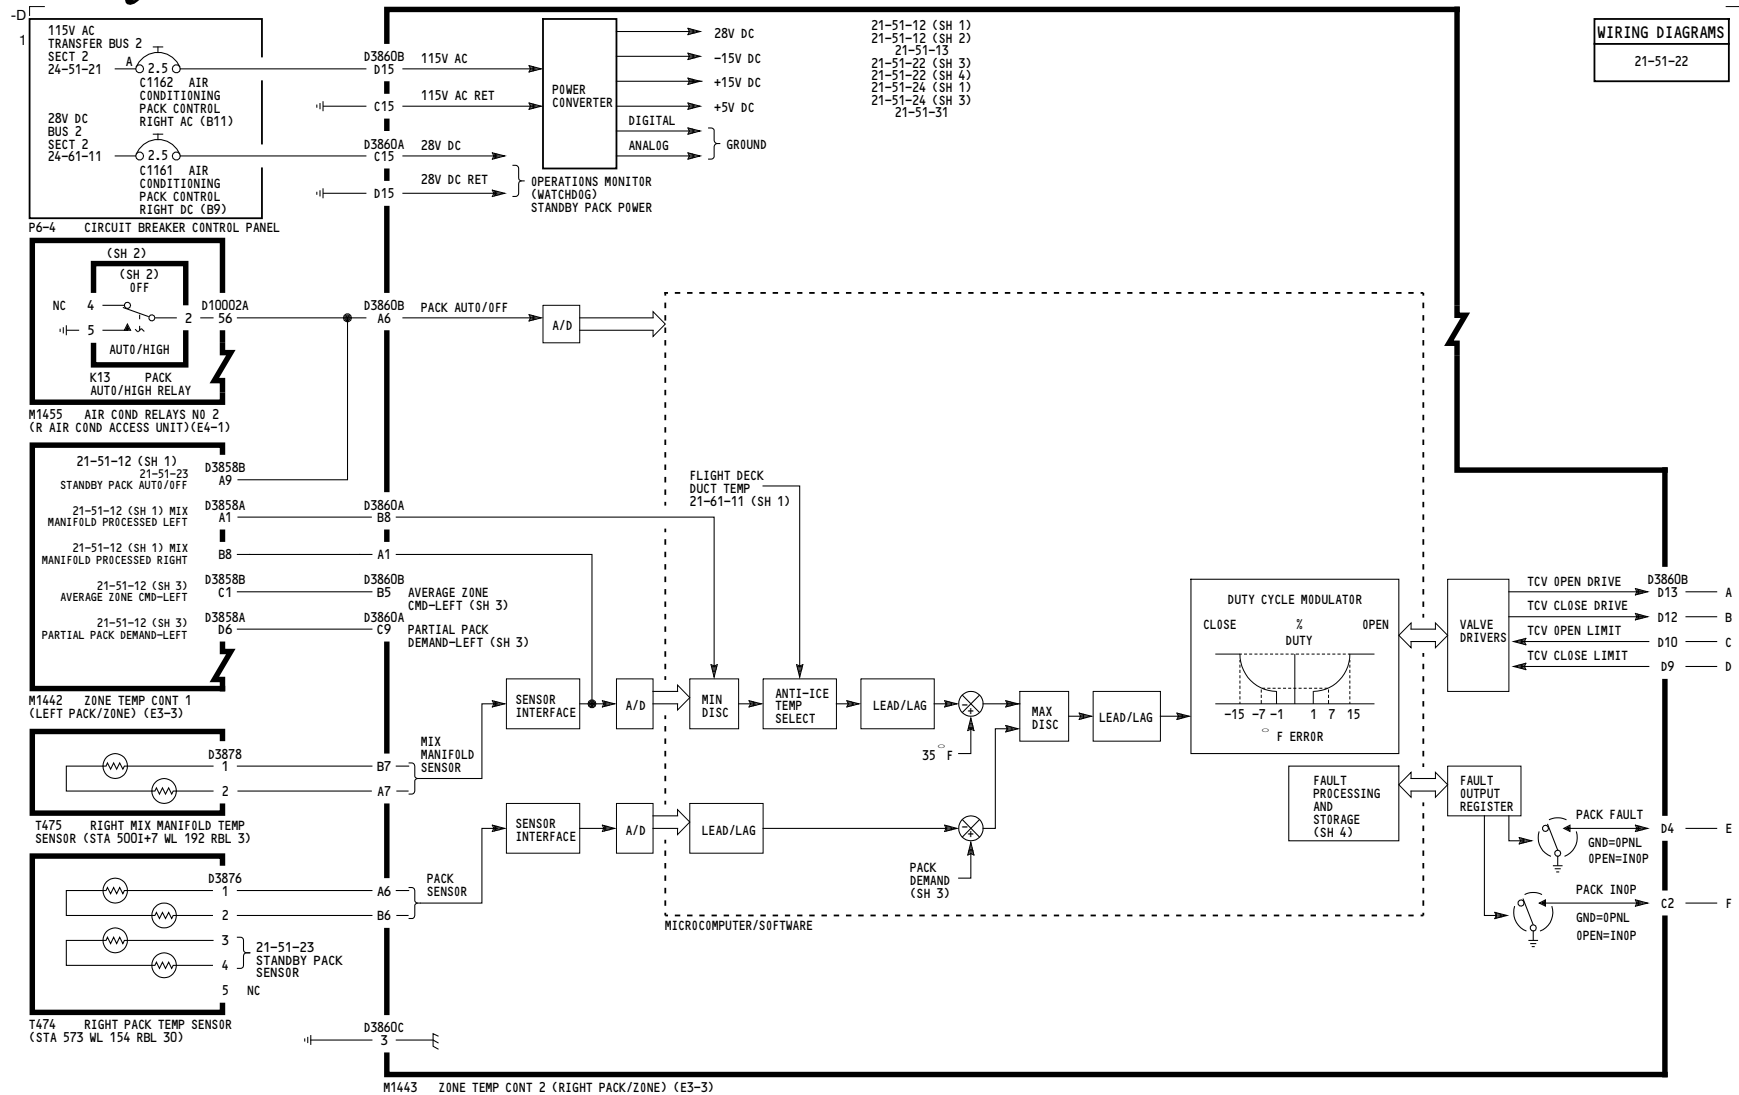 -D
1
115V AC
TRANSFER BUS 2
SECT 2
24-51-21
A
2.5
C1162 AIR
CONDITIONING
PACK CONTROL
RIGHT AC (B11)
28V DC
BUS 2
SECT 2
24-61-11
2.5
C1161 AIR
CONDITIONING
PACK CONTROL
RIGHT DC (B9)
P6-4 CIRCUIT BREAKER CONTROL PANEL
D3860B
D15
115V AC
C15
115V AC RET
D3860A
C15
28V DC
D15
28V DC RET
POWER
CONVERTER
28V DC
-15V DC
+15V DC
+5V DC
DIGITAL
ANALOG
GROUND
OPERATIONS MONITOR
(WATCHDOG)
STANDBY PACK POWER
21-51-12 (SH 1)
21-51-12 (SH 2)
21-51-13
21-51-22 (SH 3)
21-51-22 (SH 4)
21-51-24 (SH 1)
21-51-24 (SH 3)
21-51-31
WIRING DIAGRAMS
21-51-22
(SH 2)
(SH 2)
OFF
NC 4
5
2
AUTO/HIGH
K13 PACK
AUTO/HIGH RELAY
D10002A
56
M1455 AIR COND RELAYS NO 2
(R AIR COND ACCESS UNIT)(E4-1)
D3860B
A6
PACK AUTO/OFF
A/D
21-51-12 (SH 1)
21-51-23
STANDBY PACK AUTO/OFF
D3858B
A9
21-51-12 (SH 1) MIX
MANIFOLD PROCESSED LEFT
D3858A
A1
D3860A
B8
21-51-12 (SH 1) MIX
MANIFOLD PROCESSED RIGHT
B8
A1
21-51-12 (SH 3)
AVERAGE ZONE CMD-LEFT
D3858B
C1
D3860B
B5
AVERAGE ZONE
CMD-LEFT (SH 3)
21-51-12 (SH 3)
PARTIAL PACK DEMAND-LEFT
D3858A
D6
D3860A
C9
PARTIAL PACK
DEMAND-LEFT (SH 3)
M1442 ZONE TEMP CONT 1
(LEFT PACK/ZONE) (E3-3)
FLIGHT DECK
DUCT TEMP
21-61-11 (SH 1)
SENSOR
INTERFACE
A/D
MIN
DISC
ANTI-ICE
TEMP
SELECT
LEAD/LAG
35 °F
MAX
DISC
LEAD/LAG
DUTY CYCLE MODULATOR
CLOSE % OPEN
DUTY
-15 -7 -1 1 7 15
° F ERROR
VALVE
DRIVERS
TCV OPEN DRIVE
D3860B
D13
A
TCV CLOSE DRIVE
D12
B
TCV OPEN LIMIT
D10
C
TCV CLOSE LIMIT
D9
D
D3878
1
2
B7
A7
MIX
MANIFOLD
SENSOR
T475 RIGHT MIX MANIFOLD TEMP
SENSOR (STA 500I+7 WL 192 RBL 3)
SENSOR
INTERFACE
A/D
LEAD/LAG
PACK
DEMAND
(SH 3)
FAULT
PROCESSING
AND
STORAGE
(SH 4)
FAULT
OUTPUT
REGISTER
PACK FAULT
D4
E
GND=OPNL
OPEN=INOP
PACK INOP
C2
F
GND=OPNL
OPEN=INOP
D3876
1
2
3
4
5 NC
A6
B6
PACK
SENSOR
21-51-23
STANDBY PACK
SENSOR
T474 RIGHT PACK TEMP SENSOR
(STA 573 WL 154 RBL 30)
MICROCOMPUTER/SOFTWARE
D3860C
3
M1443 ZONE TEMP CONT 2 (RIGHT PACK/ZONE) (E3-3)